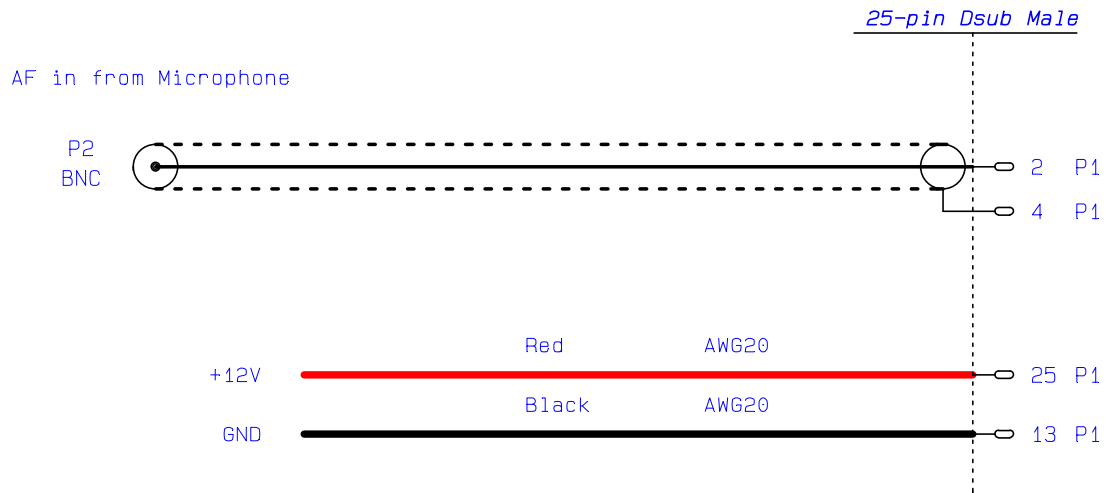 25-pin Dsub Male
AF in from Microphone
P2
BNC
2 P1
4 P1
Red AWG20
+12V 25 P1
Black AWG20
GND 13 P1